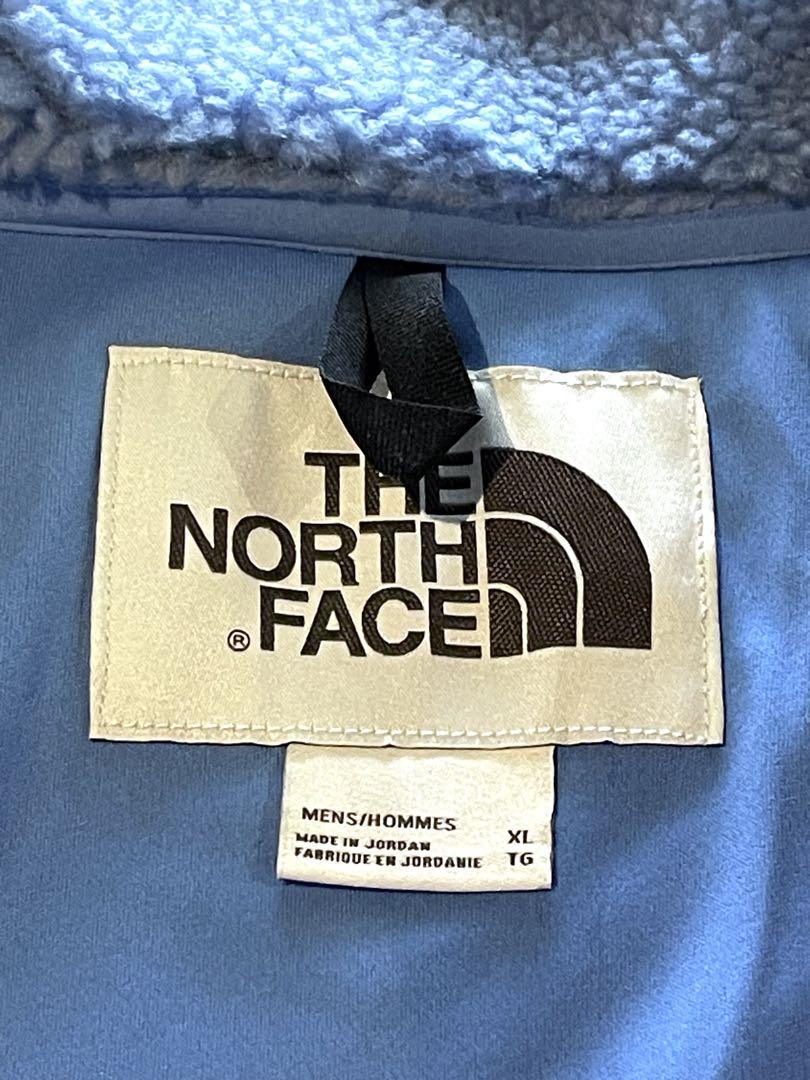 THE
NORTH
FACE
®
MENS/HOMMES
MADE IN JORDAN
FABRIQUE EN JORDANIE
XL
TG